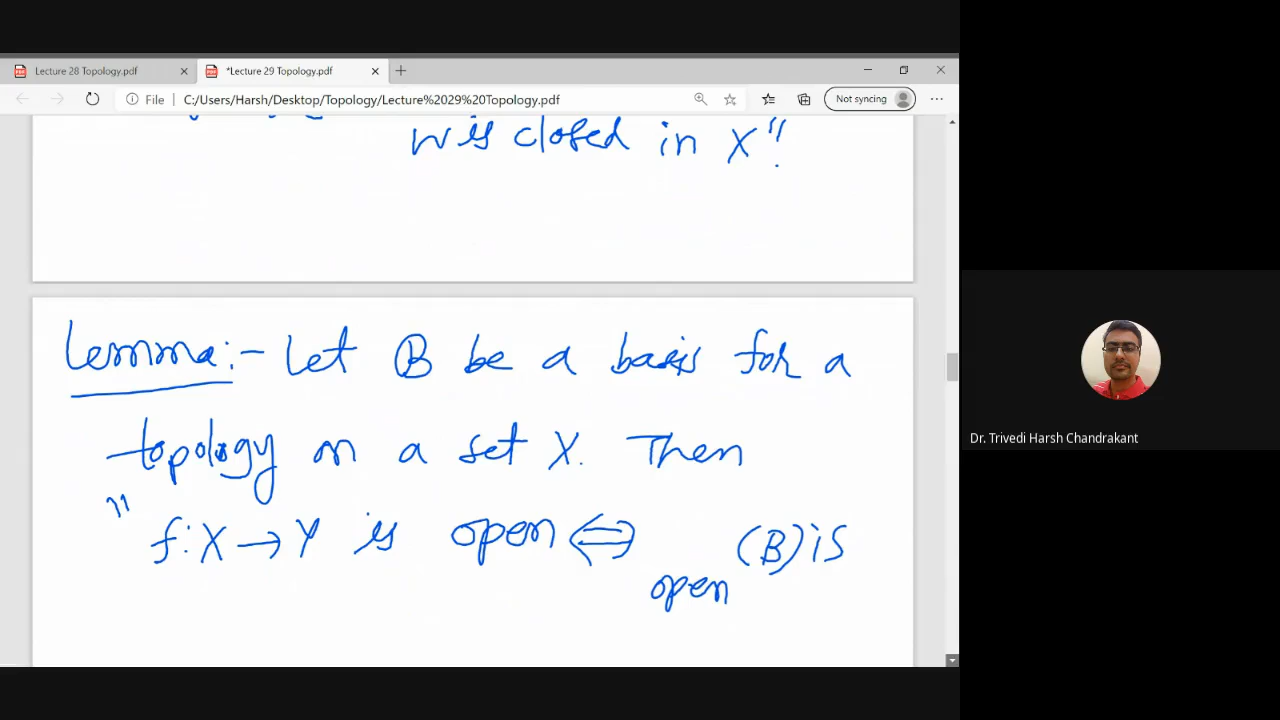 Lecture 28 Topology.pdf
*Lecture 29 Topology.pdf
File | C:/Users/Harsh/Desktop/Topology/Lecture%2029%20Topology.pdf
Not syncing
W is closed in X"
Lemma:- Let B be a basis for a
topology on a set X. Then
" f: X → Y is open ⇔ (B) is
open
Dr. Trivedi Harsh Chandrakant